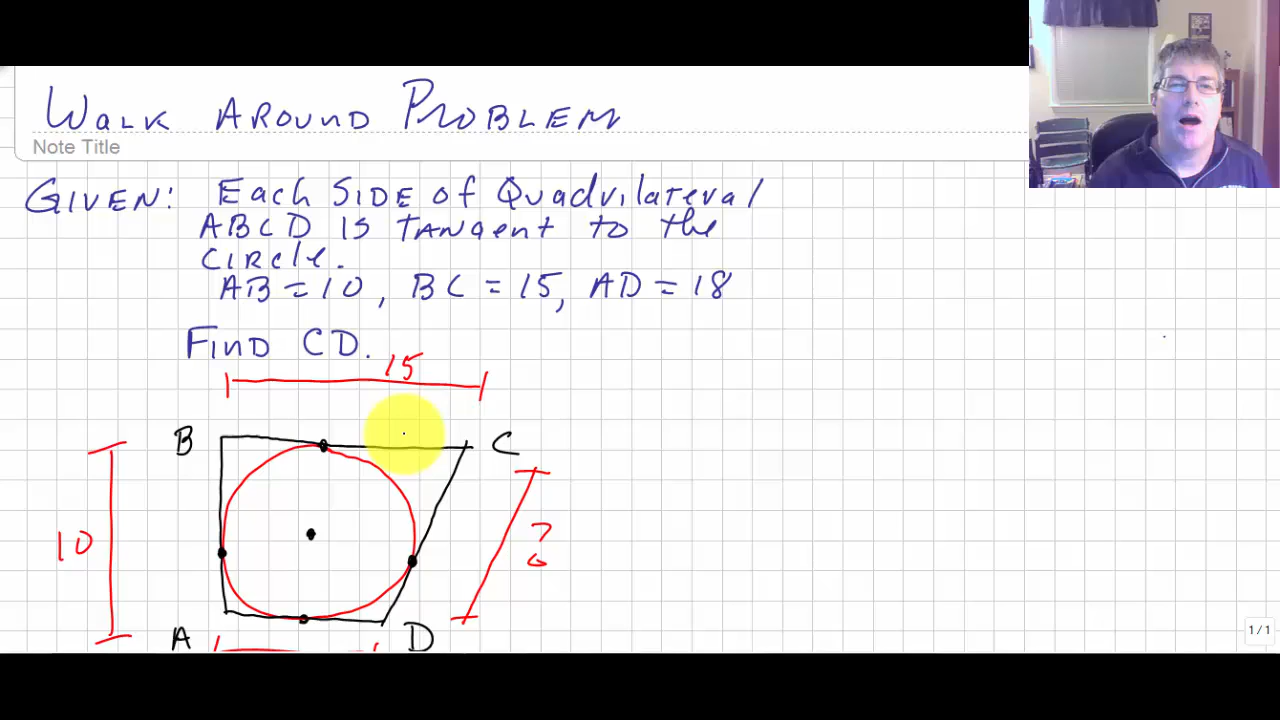 WALK AROUND PROBLEM
Note Title
GIVEN: Each SIDE of Quadrilateral
ABCD IS TANgENT to the
CIRCle.
AB = 10, BC = 15, AD = 18
FIND CD.
15
B
C
10
?
A
D
1/1